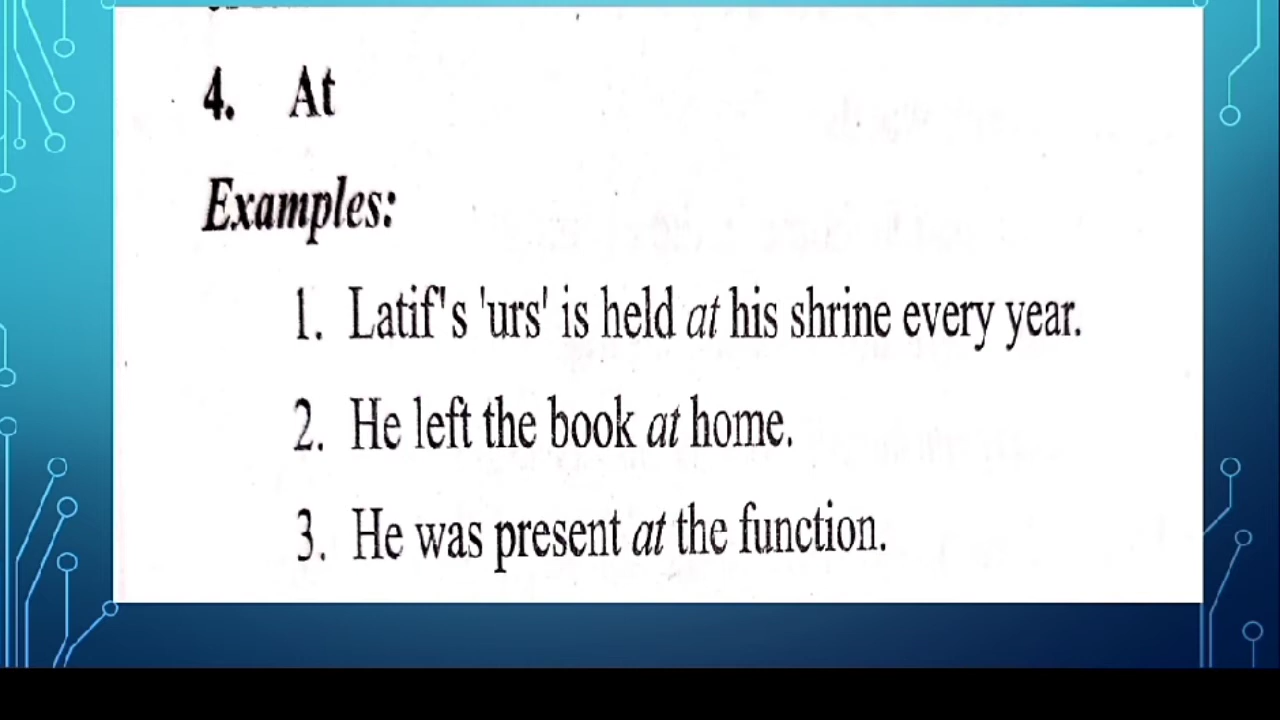 4. At
Examples:
1. Latif's 'urs' is held at his shrine every year.
2. He left the book at home.
3. He was present at the function.